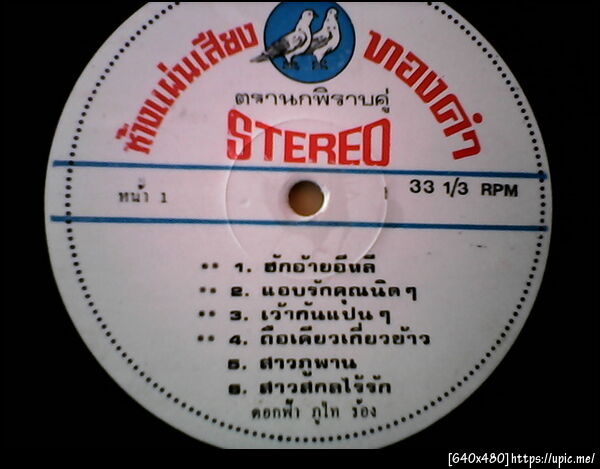 ห้างแผ่นเสียง ทองคำ
ตรานกพิราบคู่
STEREO
หน้า 1
33 1/3 RPM
** 1. ฮักอ้ายอีหลี
** 2. แอบรักคุณนิดๆ
** 3. เว้ากันแปนๆ
** 4. ถือเดียวเกี่ยวย้าว
5. สาวภูพาน
6. สาวสกลไร้รัก
ดอกฟ้า ภูไท ร้อง
[640x480]https://upic.me/